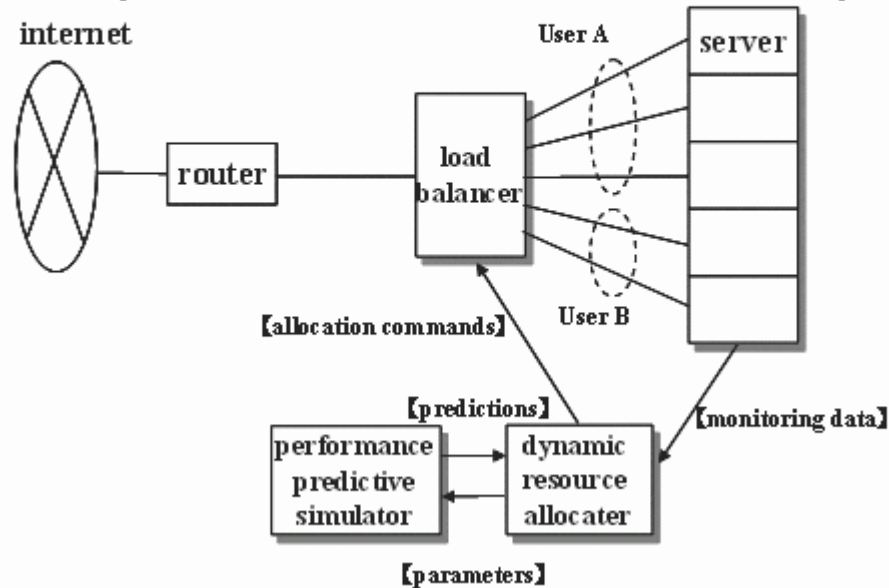 internet
User A
server
router
load
balancer
User B
【allocation commands】
【predictions】
【monitoring data】
performance
predictive
simulator
dynamic
resource
allocater
【parameters】